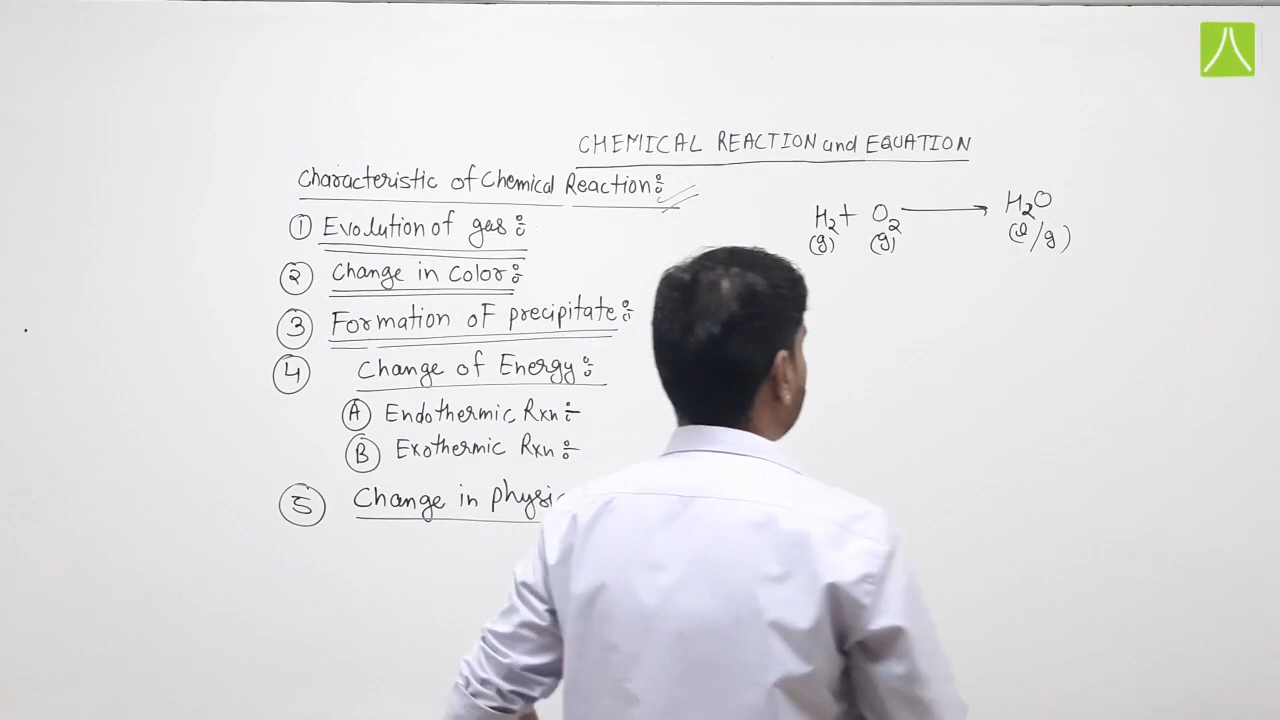 CHEMICAL REACTION and EQUATION
Characteristic of Chemical Reaction:
① Evolution of gas:
② Change in Color:
③ Formation oF precipitate:
④ Change of Energy:
Ⓐ Endothermic Rxn:-
Ⓑ Exothermic Rxn:-
⑤ Change in
H₂ + O₂ ⟶ H₂O
(g) (g) (l/g)